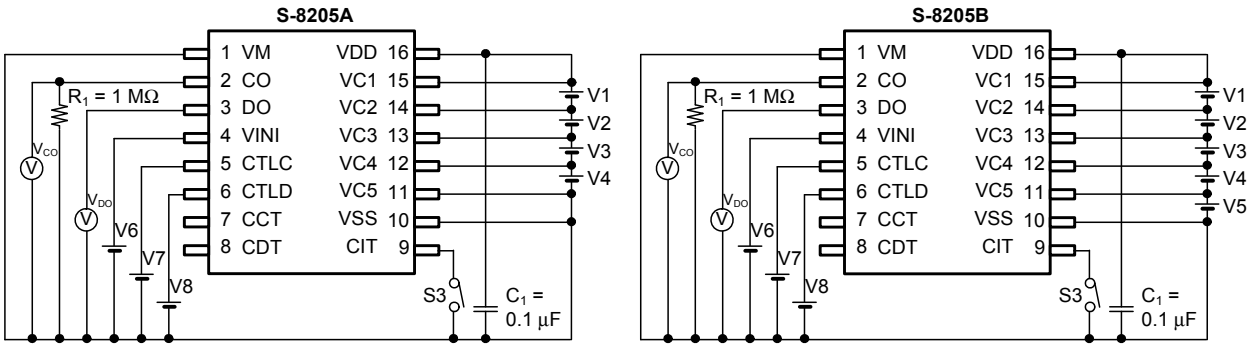 S-8205A
1 VM
2 CO
3 DO
4 VINI
5 CTLC
6 CTLD
7 CCT
8 CDT
VDD 16
VC1 15
VC2 14
VC3 13
VC4 12
VC5 11
VSS 10
CIT 9
R₁ = 1 MΩ
V_CO
V
V_DO
V
V6
V7
V8
V1
V2
V3
V4
S3
C₁ =
0.1 μF
S-8205B
1 VM
2 CO
3 DO
4 VINI
5 CTLC
6 CTLD
7 CCT
8 CDT
VDD 16
VC1 15
VC2 14
VC3 13
VC4 12
VC5 11
VSS 10
CIT 9
R₁ = 1 MΩ
V_CO
V
V_DO
V
V6
V7
V8
V1
V2
V3
V4
V5
S3
C₁ =
0.1 μF